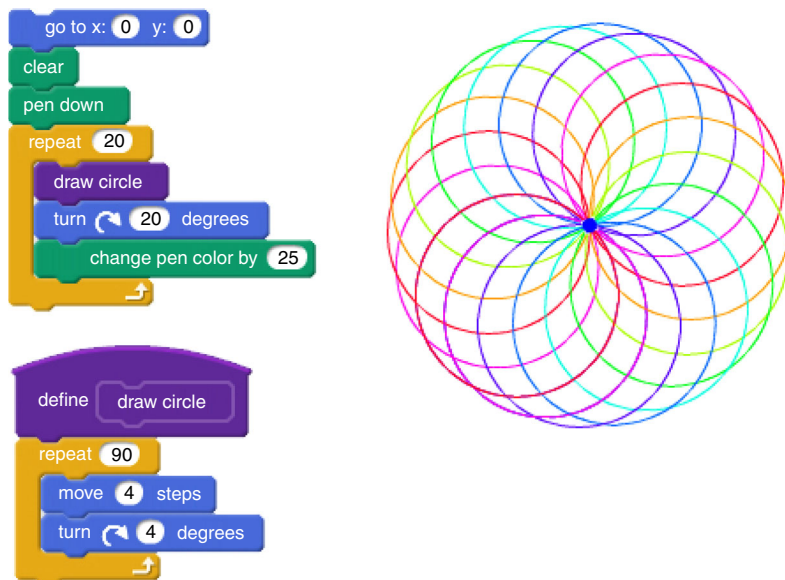 go to x: 0 y: 0
clear
pen down
repeat 20
draw circle
turn 20 degrees
change pen color by 25
define draw circle
repeat 90
move 4 steps
turn 4 degrees